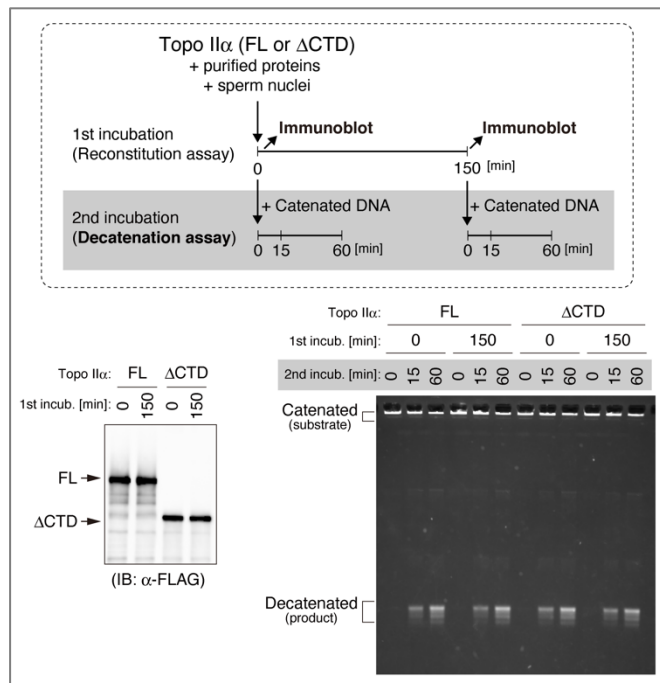 Topo IIα (FL or ΔCTD)
+ purified proteins
+ sperm nuclei
1st incubation
(Reconstitution assay)
Immunoblot
Immunoblot
0
150 [min]
2nd incubation
(Decatenation assay)
+ Catenated DNA
+ Catenated DNA
0 15 60 [min]
0 15 60 [min]
Topo IIα: FL ΔCTD
1st incub. [min]: 0 150 0 150
FL
ΔCTD
(IB: α-FLAG)
Topo IIα: FL ΔCTD
1st incub. [min]: 0 150 0 150
2nd incub. [min]: 0 15 60 0 15 60 0 15 60 0 15 60
Catenated
(substrate)
Decatenated
(product)